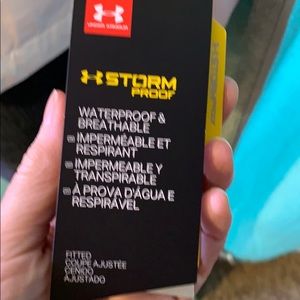 UNDER ARMOUR
STORM
PROOF
WATERPROOF &
BREATHABLE
IMPERMÉABLE ET
RESPIRANT
IMPERMEABLE Y
TRANSPIRABLE
À PROVA D'ÁGUA E
RESPIRÁVEL
FITTED
COUPE AJUSTÉE
CEÑIDO
AJUSTADO